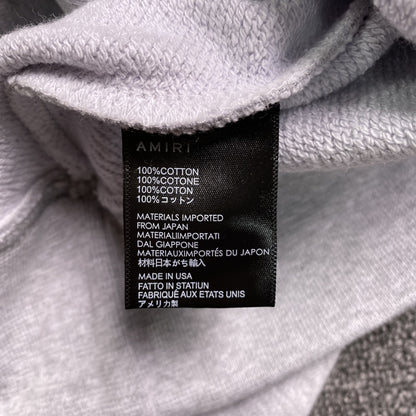 AMIRI
100%COTTON
100%COTONE
100%COTON
100%コットン
MATERIALS IMPORTED
FROM JAPAN
MATERIALIIMPORTATI
DAL GIAPPONE
MATERIAUXIMPORTÉS DU JAPON
材料日本がち輸入
MADE IN USA
FATTO IN STATIUN
FABRIQUÉ AUX ETATS UNIS
アメリカ製